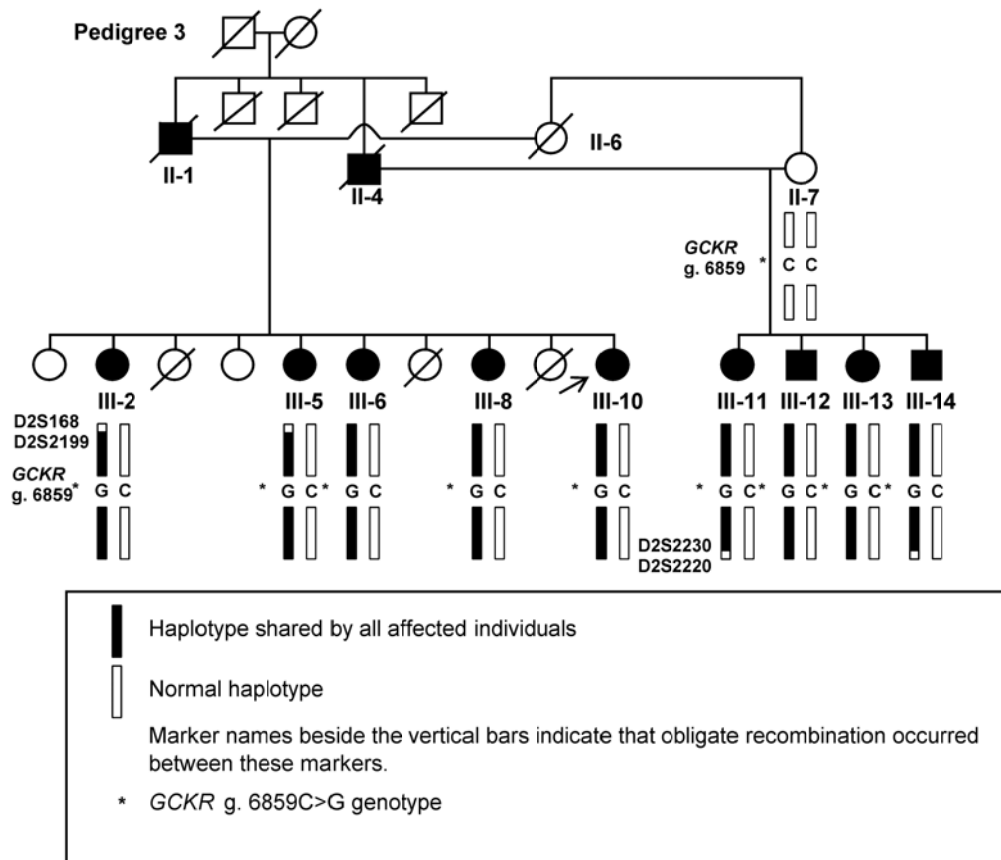 Pedigree 3
II-1
II-4
II-6
II-7
GCKR
g. 6859 * C C
III-2 III-5 III-6 III-8 III-10 III-11 III-12 III-13 III-14
D2S168
D2S2199
GCKR
g. 6859 * G C * G C * G C * G C * G C * G C * G C * G C * G C
D2S2230
D2S2220
Haplotype shared by all affected individuals
Normal haplotype
Marker names beside the vertical bars indicate that obligate recombination occurred
between these markers.
* GCKR g. 6859C>G genotype